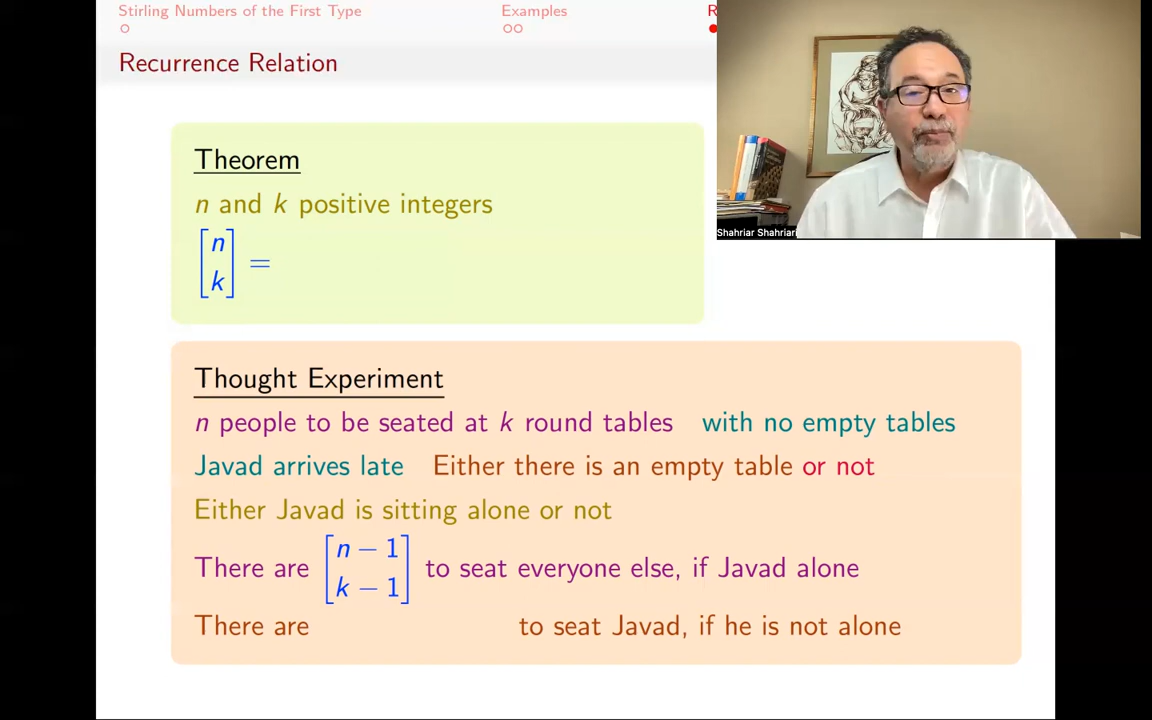 Stirling Numbers of the First Type Examples R
Recurrence Relation
Shahriar Shahriari
Theorem
n and k positive integers
[n
k] =
Thought Experiment
n people to be seated at k round tables with no empty tables
Javad arrives late Either there is an empty table or not
Either Javad is sitting alone or not
There are [n − 1
k − 1] to seat everyone else, if Javad alone
There are to seat Javad, if he is not alone